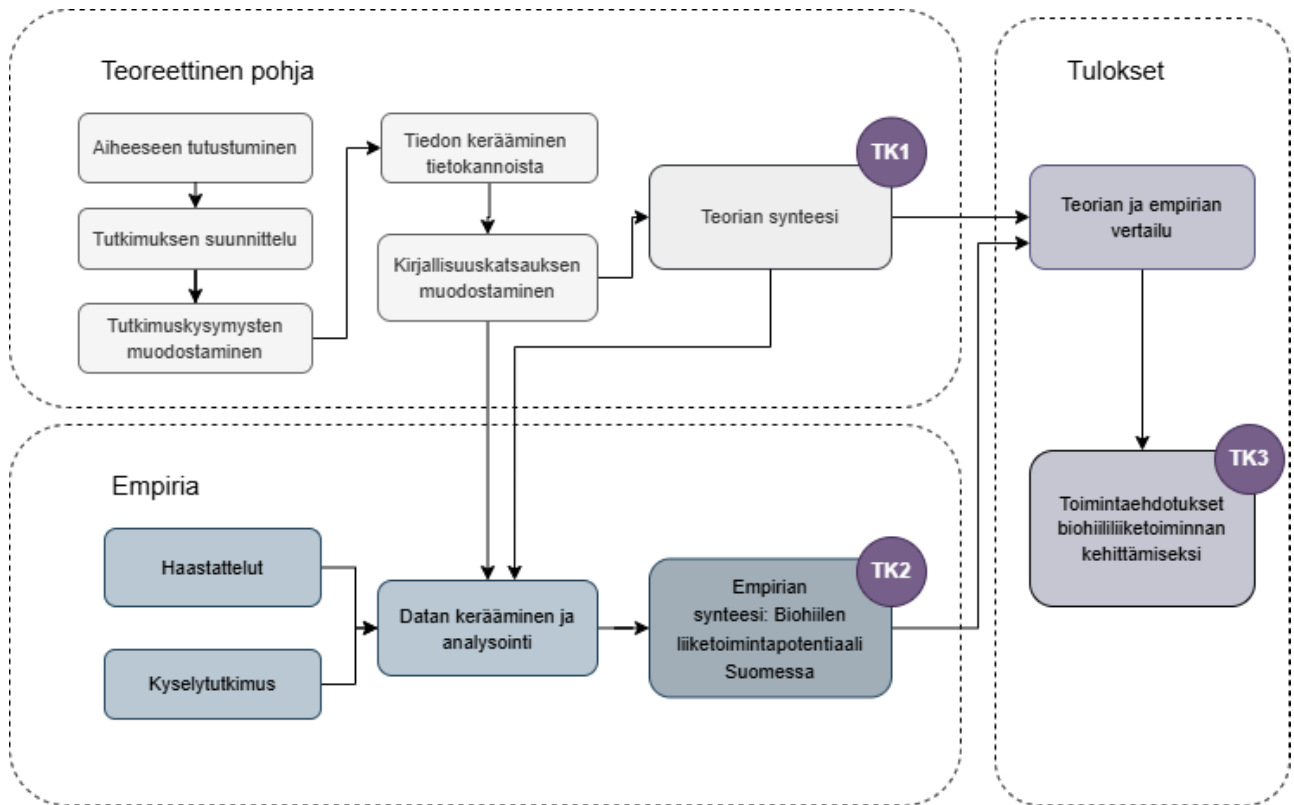 Teoreettinen pohja
Aiheeseen tutustuminen
Tutkimuksen suunnittelu
Tutkimuskysymysten
muodostaminen
Tiedon kerääminen
tietokannoista
Kirjallisuuskatsauksen
muodostaminen
TK1
Teorian synteesi
Empiria
Haastattelut
Kyselytutkimus
Datan kerääminen ja
analysointi
TK2
Empirian
synteesi: Biohiilen
liiketoimintapotentiaali
Suomessa
Tulokset
Teorian ja empirian
vertailu
TK3
Toimintaehdotukset
biohiililiiketoiminnan
kehittämiseksi